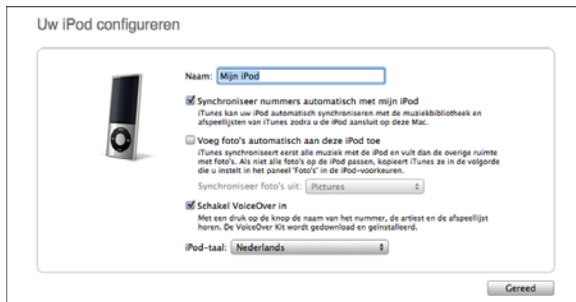 Uw iPod configureren
Naam: Mijn iPod
Synchroniseer nummers automatisch met mijn iPod
iTunes kan uw iPod automatisch synchroniseren met de muziekbibliotheek en
afspeellijsten van iTunes zodra u de iPod aansluit op deze Mac.
Voeg foto's automatisch aan deze iPod toe
iTunes synchroniseert eerst alle muziek met de iPod en vult dan de overige ruimte
met foto's. Als niet alle foto's op de iPod passen, kopieert iTunes ze in de volgorde
die u instelt in het paneel 'Foto's' in de iPod-voorkeuren.
Synchroniseer foto's uit: Pictures
Schakel VoiceOver in
Met een druk op de knop de naam van het nummer, de artiest en de afspeellijst
horen. De VoiceOver Kit wordt gedownload en geïnstalleerd.
iPod-taal: Nederlands
Gereed